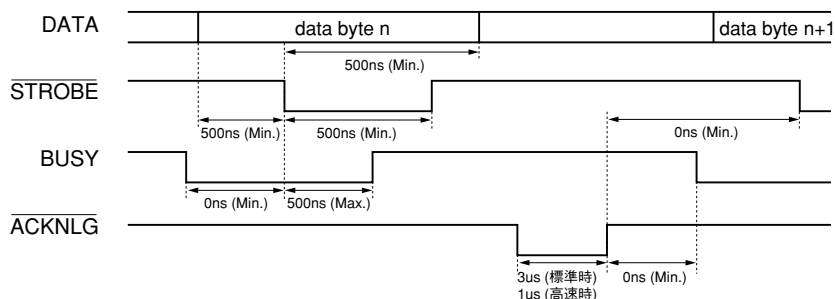 DATA
data byte n
data byte n+1
500ns (Min.)
STROBE
500ns (Min.)
500ns (Min.)
0ns (Min.)
BUSY
0ns (Min.)
500ns (Max.)
ACKNLG
3us (標準時)
1us (高速時)
0ns (Min.)